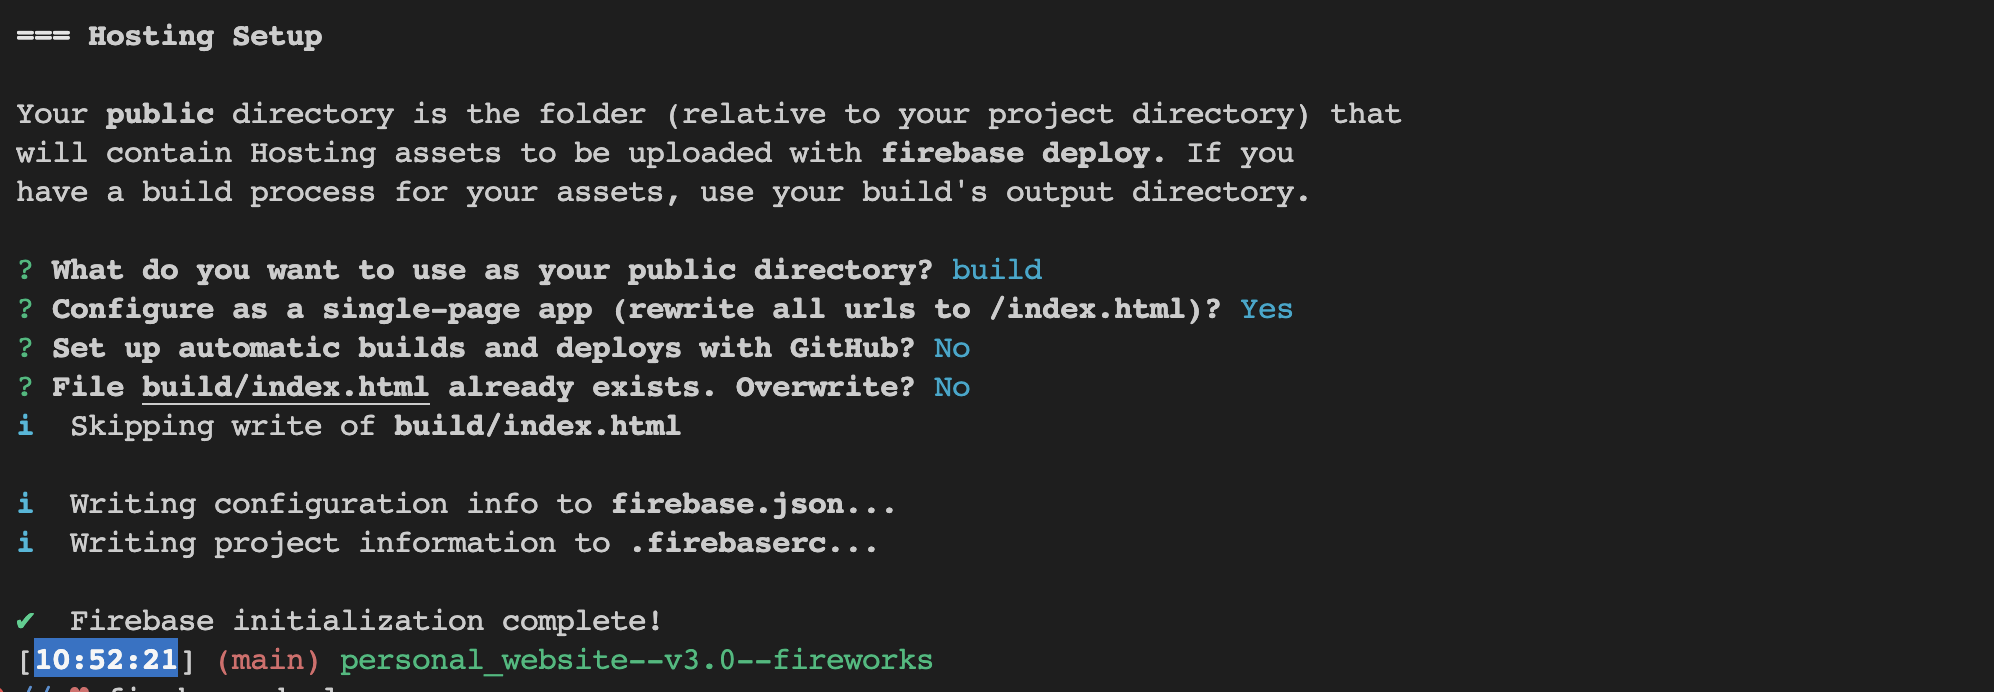 === Hosting Setup
Your public directory is the folder (relative to your project directory) that
will contain Hosting assets to be uploaded with firebase deploy. If you
have a build process for your assets, use your build's output directory.
? What do you want to use as your public directory? build
? Configure as a single-page app (rewrite all urls to /index.html)? Yes
? Set up automatic builds and deploys with GitHub? No
? File build/index.html already exists. Overwrite? No
i  Skipping write of build/index.html
i  Writing configuration info to firebase.json...
i  Writing project information to .firebaserc...
✔  Firebase initialization complete!
[10:52:21] (main) personal_website--v3.0--fireworks